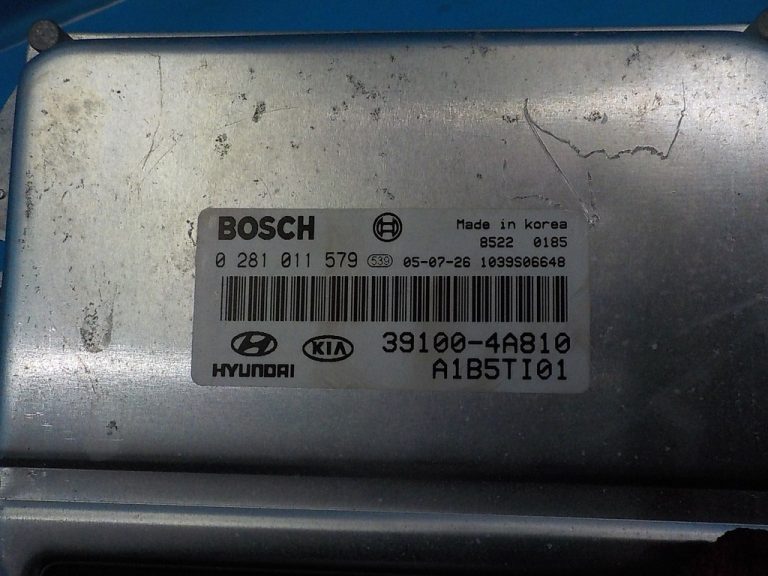 BOSCH Made in korea
8522 0185
0 281 011 579 539 05-07-26 1039S06648
HYUNDAI KIA 39100-4A810
A1B5TI01